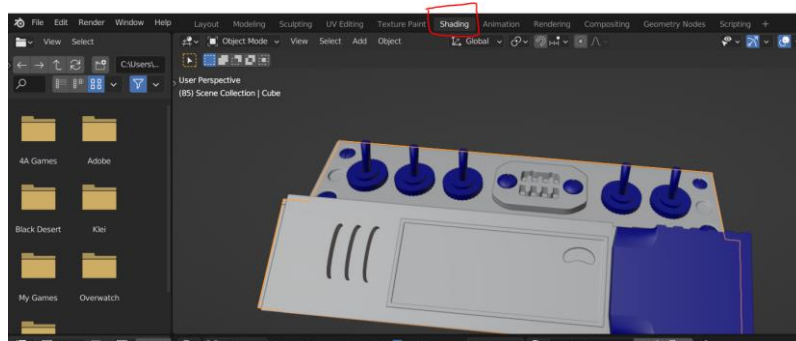 File Edit Render Window Help Layout Modeling Sculpting UV Editing Texture Paint Shading Animation Rendering Compositing Geometry Nodes Scripting +
View Select Object Mode View Select Add Object Global
C:\Users\...
User Perspective
(85) Scene Collection | Cube
4A Games Adobe
Black Desert Klei
My Games Overwatch